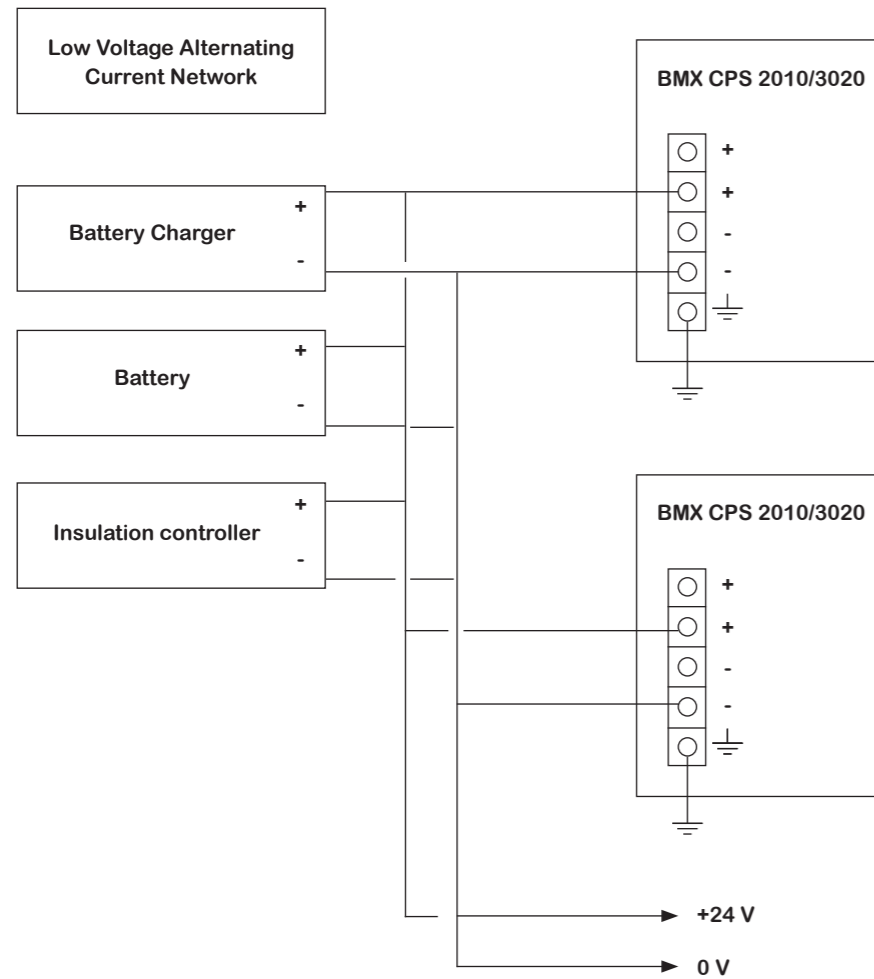 Low Voltage Alternating
Current Network
BMX CPS 2010/3020
+
+
-
-
Battery Charger
+
-
Battery
+
-
Insulation controller
+
-
BMX CPS 2010/3020
+
+
-
-
+24 V
0 V